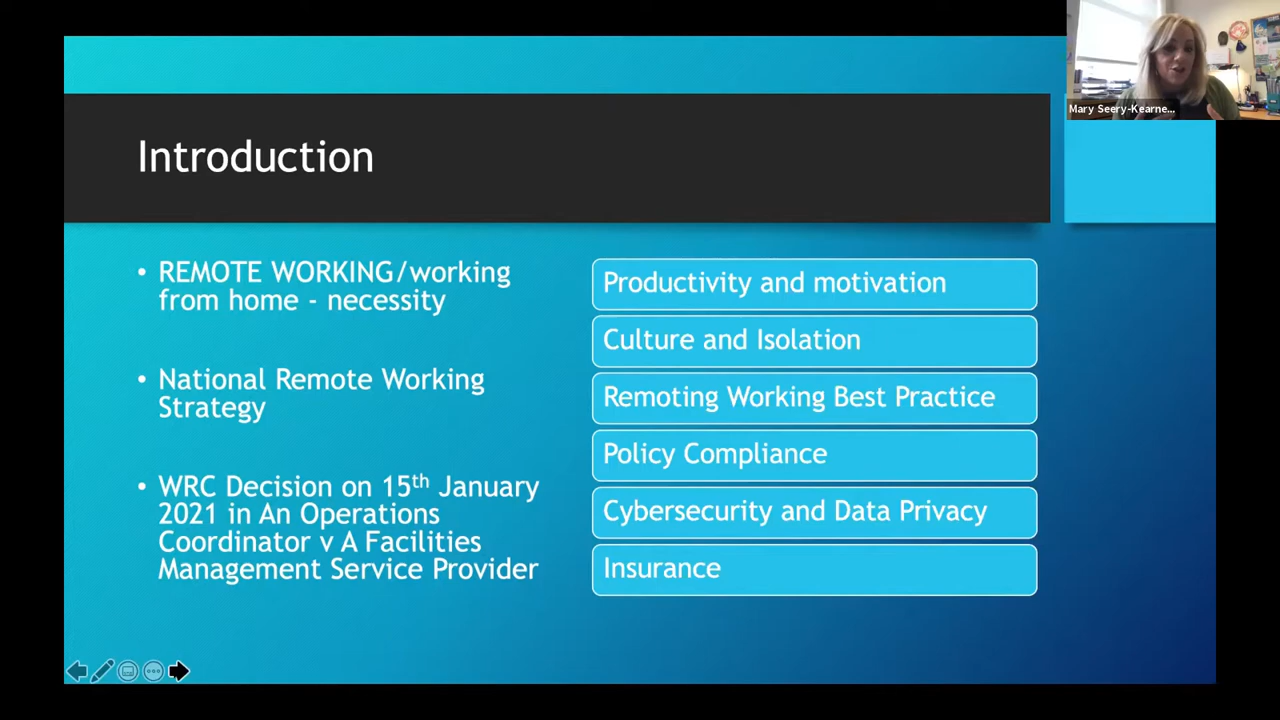 Mary Seery-Kearne...
Introduction
• REMOTE WORKING/working
from home - necessity
• National Remote Working
Strategy
• WRC Decision on 15th January
2021 in An Operations
Coordinator v A Facilities
Management Service Provider
Productivity and motivation
Culture and Isolation
Remoting Working Best Practice
Policy Compliance
Cybersecurity and Data Privacy
Insurance